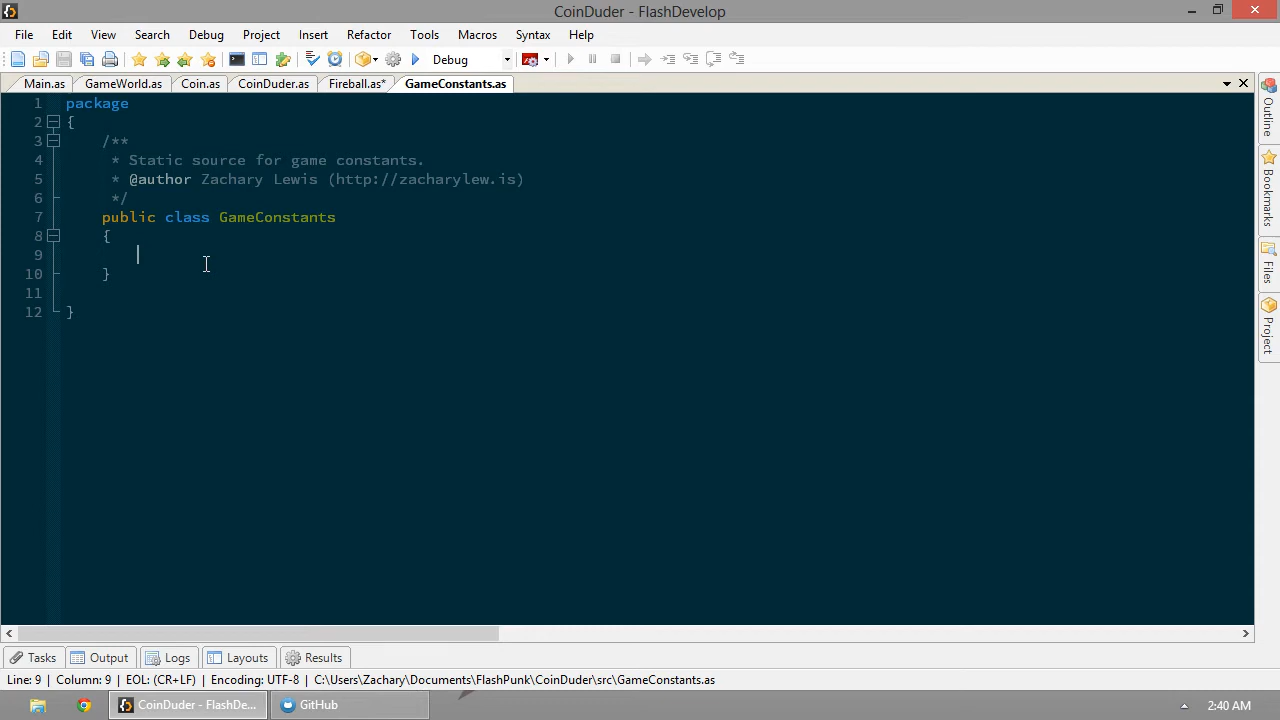 CoinDuder - FlashDevelop
File Edit View Search Debug Project Insert Refactor Tools Macros Syntax Help
Debug
Main.as GameWorld.as Coin.as CoinDuder.as Fireball.as* GameConstants.as
1 package
2 {
3 /**
4 * Static source for game constants.
5 * @author Zachary Lewis (http://zacharylew.is)
6 */
7 public class GameConstants
8 {
9
10 }
11
12 }
Outline
Bookmarks
Files
Project
Tasks Output Logs Layouts Results
Line: 9 | Column: 9 | EOL: (CR+LF) | Encoding: UTF-8 | C:\Users\Zachary\Documents\FlashPunk\CoinDuder\src\GameConstants.as
CoinDuder - FlashDe... GitHub 2:40 AM